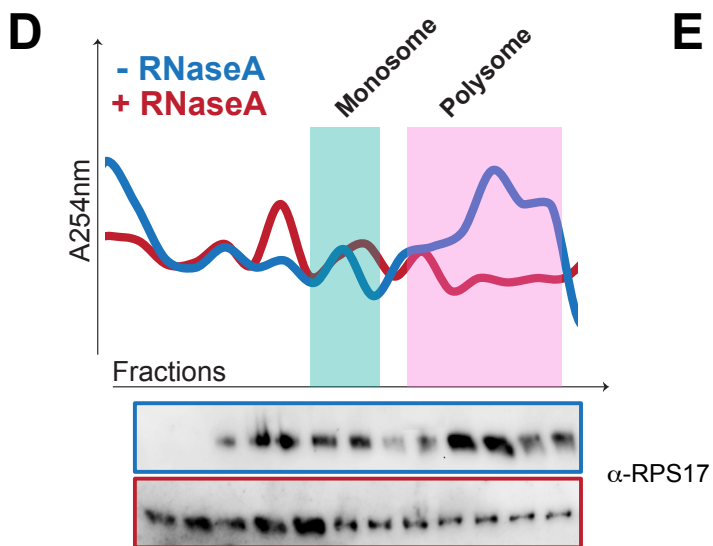 D
E
- RNaseA
+ RNaseA
Monosome
Polysome
A254nm
Fractions
α-RPS17